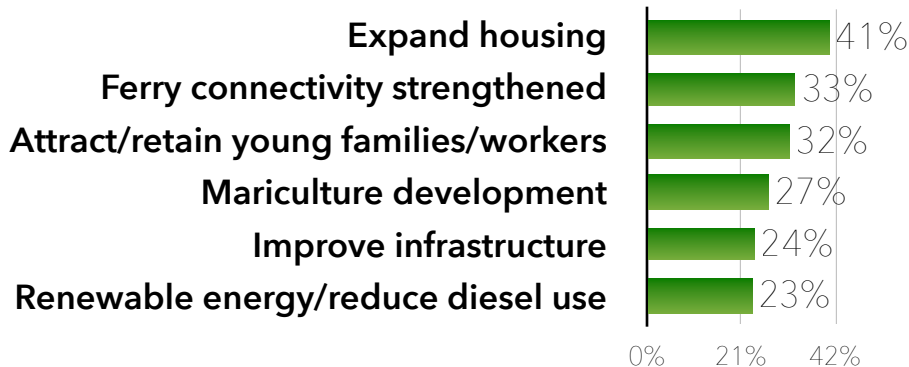 Expand housing 41%
Ferry connectivity strengthened 33%
Attract/retain young families/workers 32%
Mariculture development 27%
Improve infrastructure 24%
Renewable energy/reduce diesel use 23%
0% 21% 42%